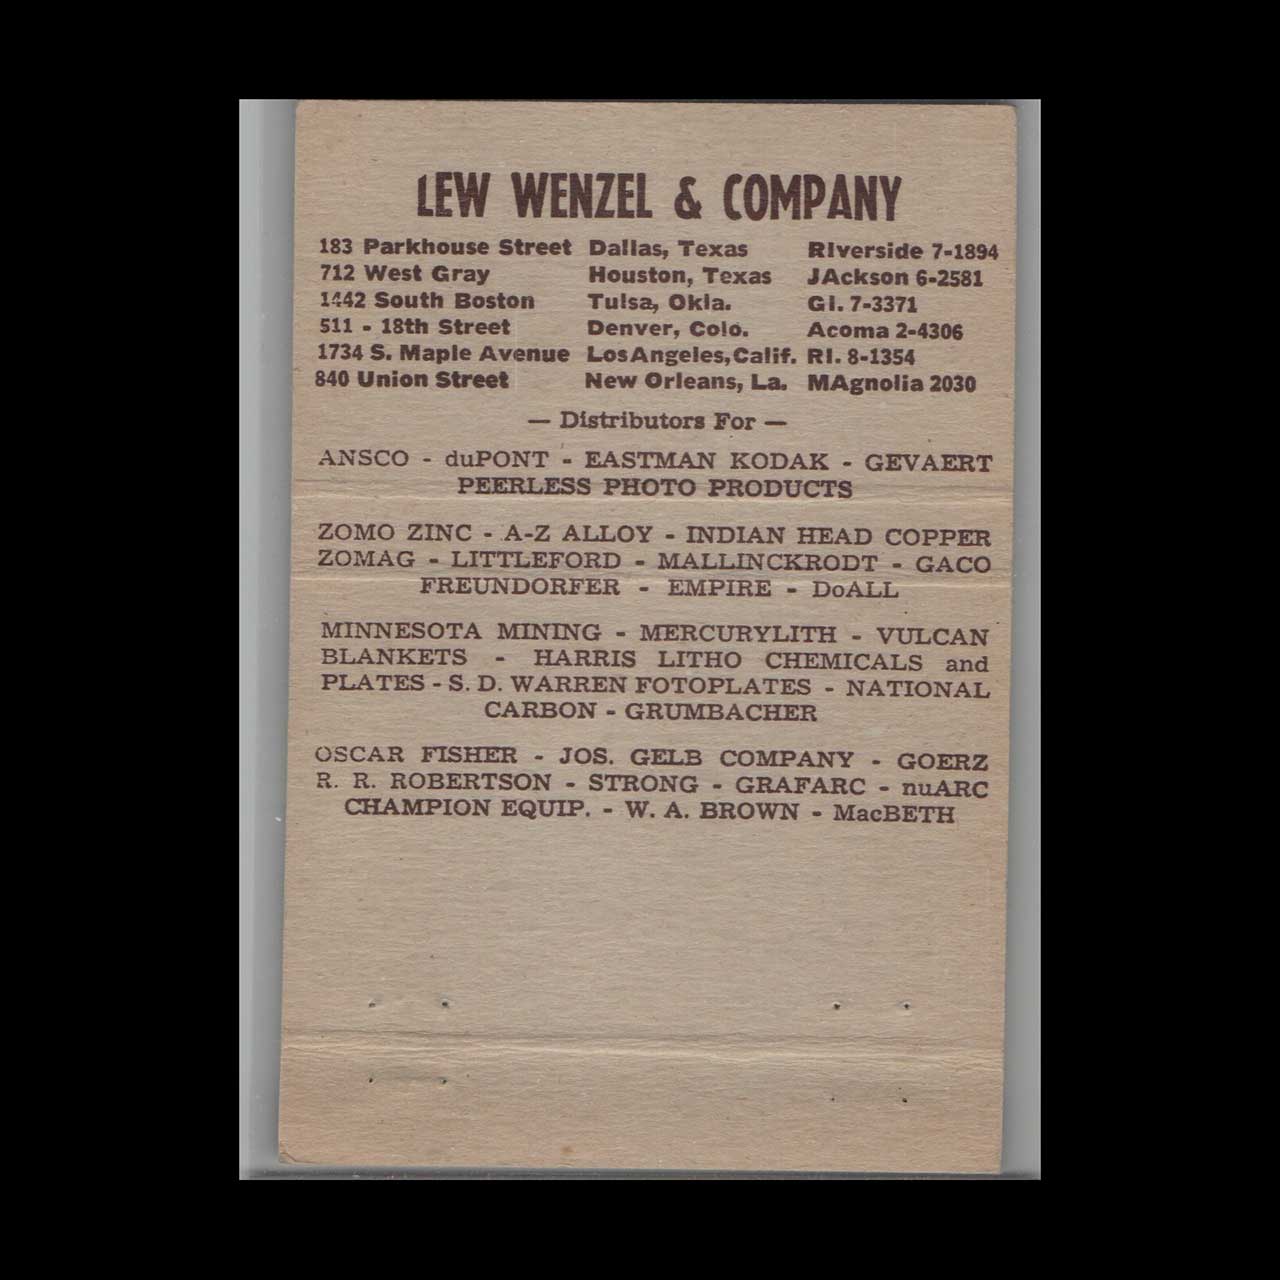 LEW WENZEL & COMPANY
183 Parkhouse Street Dallas, Texas RIverside 7-1894
712 West Gray Houston, Texas JAckson 6-2581
1442 South Boston Tulsa, Okla. GI. 7-3371
511 - 18th Street Denver, Colo. Acoma 2-4306
1734 S. Maple Avenue Los Angeles, Calif. RI. 8-1354
840 Union Street New Orleans, La. MAgnolia 2030
— Distributors For —
ANSCO - duPONT - EASTMAN KODAK - GEVAERT
PEERLESS PHOTO PRODUCTS
ZOMO ZINC - A-Z ALLOY - INDIAN HEAD COPPER
ZOMAG - LITTLEFORD - MALLINCKRODT - GACO
FREUNDORFER - EMPIRE - DoALL
MINNESOTA MINING - MERCURYLITH - VULCAN
BLANKETS - HARRIS LITHO CHEMICALS and
PLATES - S. D. WARREN FOTOPLATES - NATIONAL
CARBON - GRUMBACHER
OSCAR FISHER - JOS. GELB COMPANY - GOERZ
R. R. ROBERTSON - STRONG - GRAFARC - nuARC
CHAMPION EQUIP. - W. A. BROWN - MacBETH